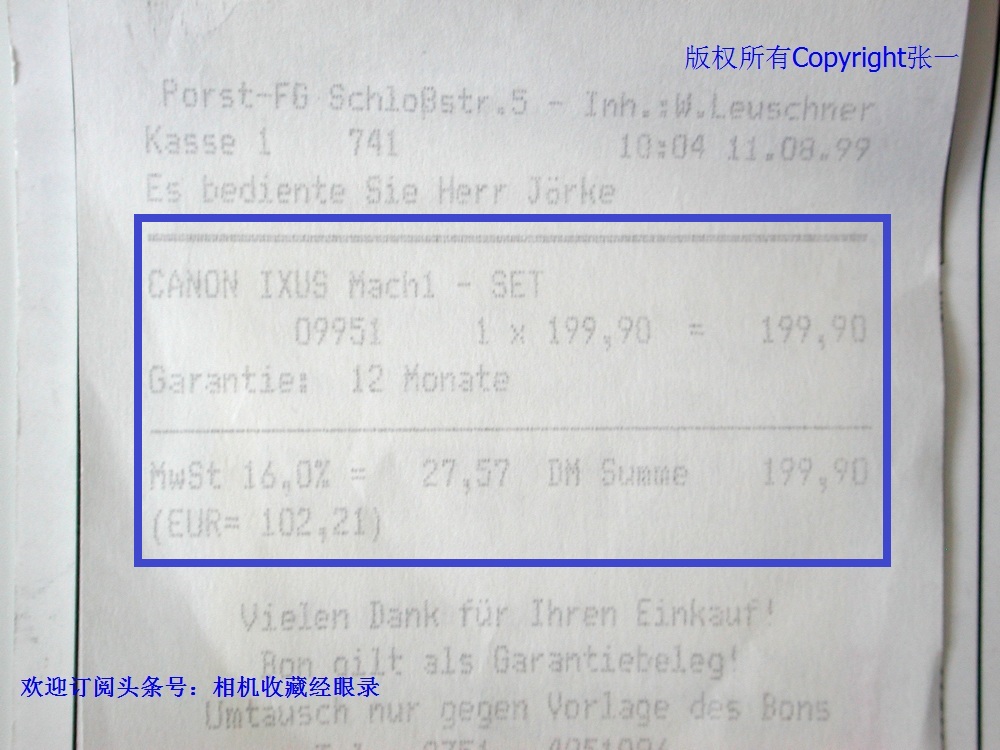 版权所有Copyright张一
Porst-FG Schloßstr.5 - Inh.:W.Leuschner
Kasse 1 741 10:04 11.08.99
Es bediente Sie Herr Jörke
CANON IXUS Mach1 - SET
09951 1 x 199,90 = 199,90
Garantie: 12 Monate
MwSt 16,0% = 27,57 DM Summe 199,90
(EUR= 102,21)
Vielen Dank für Ihren Einkauf!
Bon gilt als Garantiebeleg!
欢迎订阅头条号：相机收藏经眼录
Umtausch nur gegen Vorlage des Bons